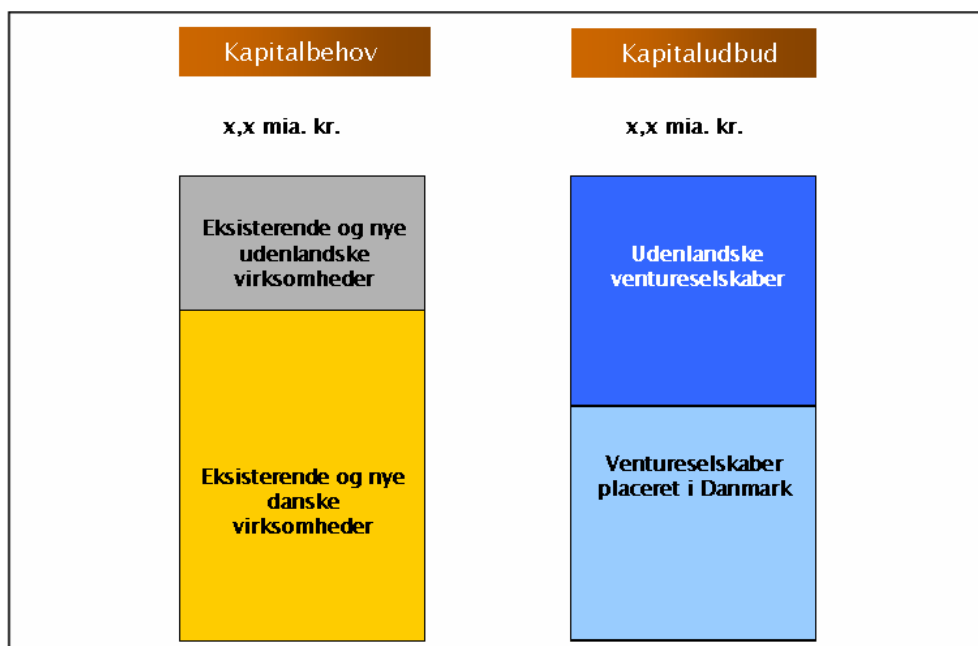 Kapitalbehov
x,x mia. kr.
Eksisterende og nye
udenlandske
virksomheder
Eksisterende og nye
danske
virksomheder
Kapitaludbud
x,x mia. kr.
Udenlandske
ventureselskaber
Ventureselskaber
placeret i Danmark